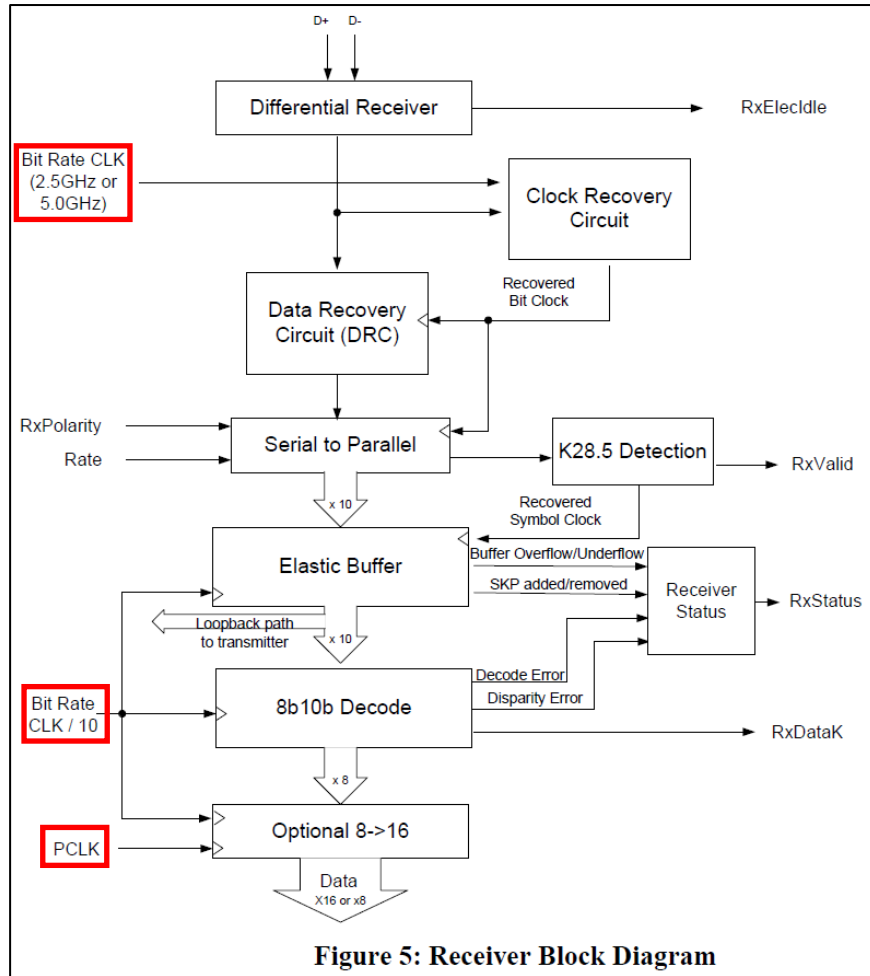 D+ D-
Differential Receiver
RxElecIdle
Bit Rate CLK
(2.5GHz or
5.0GHz)
Clock Recovery
Circuit
Recovered
Bit Clock
Data Recovery
Circuit (DRC)
RxPolarity
Rate
Serial to Parallel
K28.5 Detection
RxValid
x 10
Recovered
Symbol Clock
Elastic Buffer
Buffer Overflow/Underflow
SKP added/removed
Receiver
Status
RxStatus
Loopback path
to transmitter
x 10
Decode Error
Disparity Error
Bit Rate
CLK / 10
8b10b Decode
RxDataK
x 8
Optional 8->16
PCLK
Data
X16 or x8
Figure 5: Receiver Block Diagram